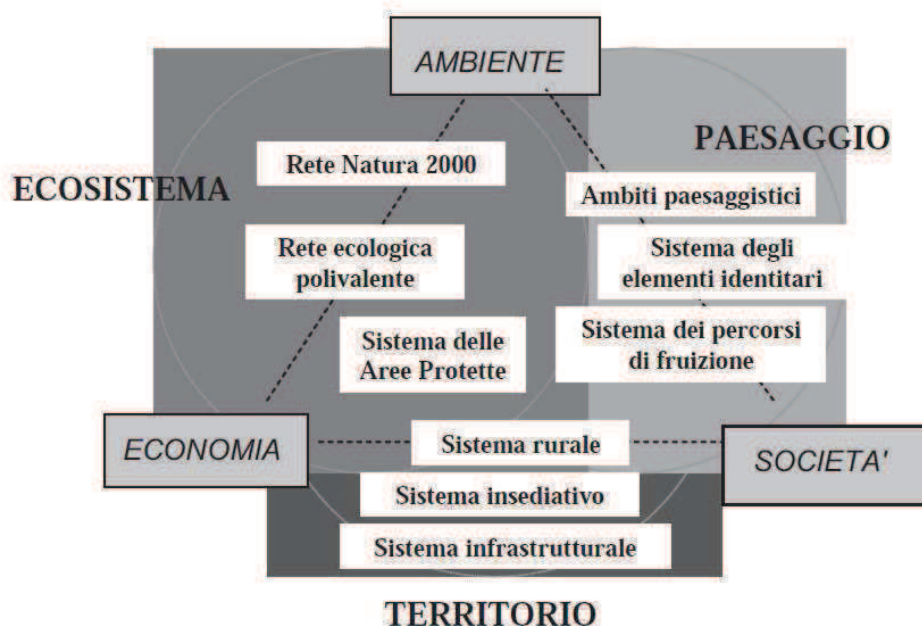 AMBIENTE
PAESAGGIO
Rete Natura 2000
ECOSISTEMA
Ambiti paesaggistici
Rete ecologica
polivalente
Sistema degli
elementi identitari
Sistema delle
Aree Protette
Sistema dei percorsi
di fruizione
ECONOMIA
Sistema rurale
SOCIETA'
Sistema insediativo
Sistema infrastrutturale
TERRITORIO